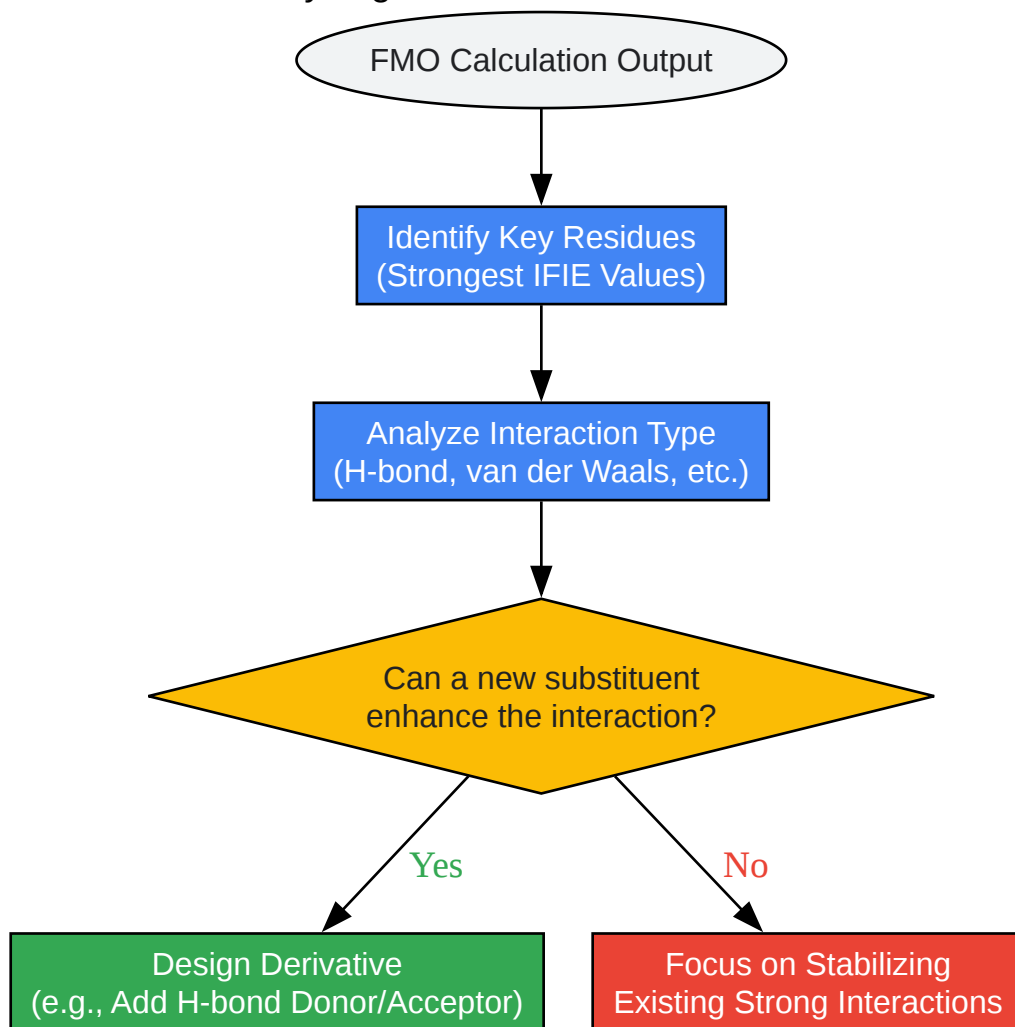 FMO Calculation Output
Identify Key Residues
(Strongest IFIE Values)
Analyze Interaction Type
(H-bond, van der Waals, etc.)
Can a new substituent
enhance the interaction?
Yes
No
Design Derivative
(e.g., Add H-bond Donor/Acceptor)
Focus on Stabilizing
Existing Strong Interactions